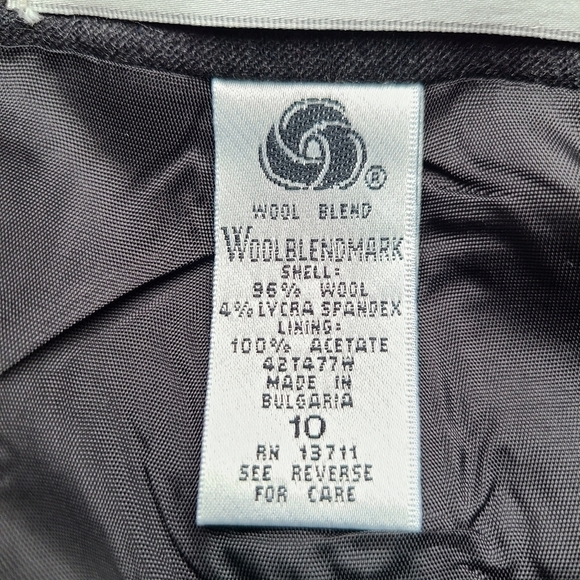 ®
WOOL BLEND
WOOLBLENDMARK
SHELL:
96% WOOL
4% LYCRA SPANDEX
LINING:
100% ACETATE
42T477W
MADE IN
BULGARIA
10
RN 13711
SEE REVERSE
FOR CARE